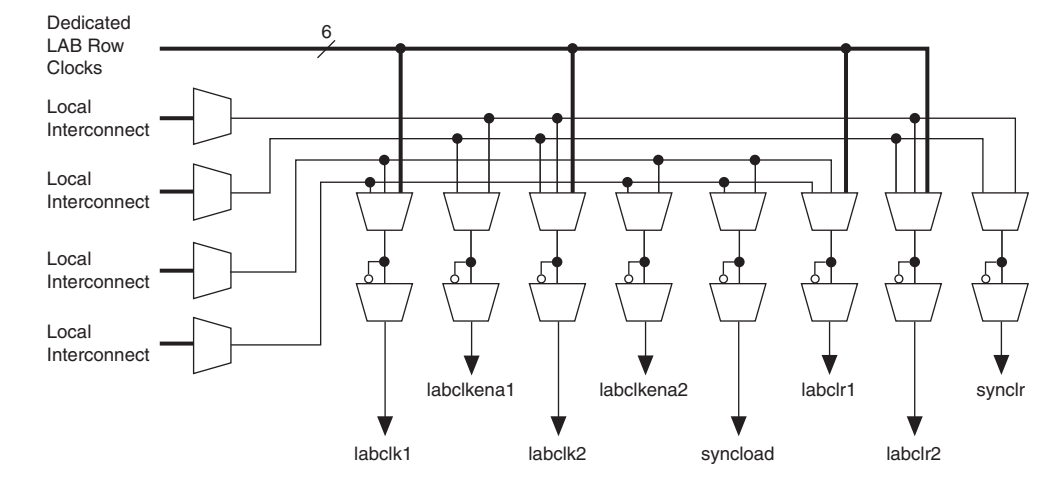 Dedicated
LAB Row
Clocks
6
Local
Interconnect
Local
Interconnect
Local
Interconnect
Local
Interconnect
labclkena1
labclkena2
labclr1
synclr
labclk1
labclk2
syncload
labclr2